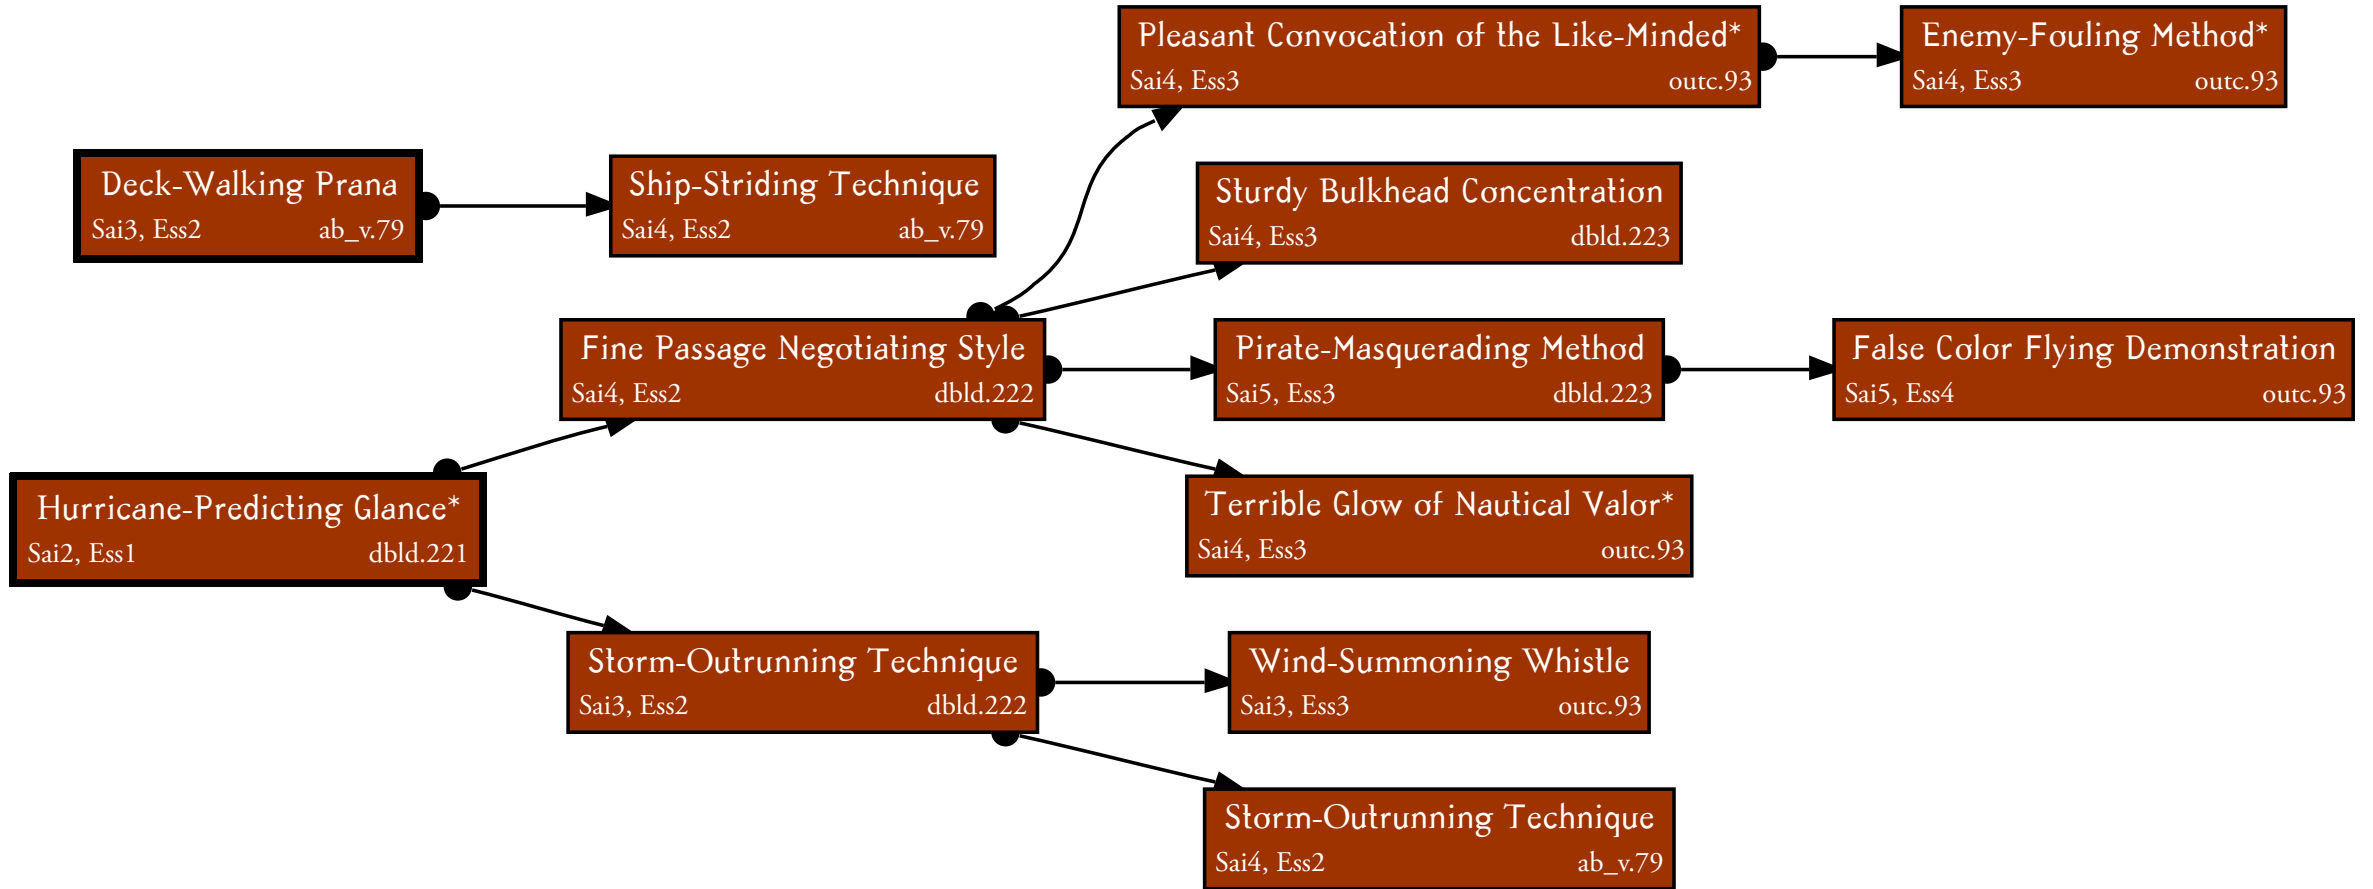 Pleasant Convocation of the Like-Minded*
Sai4, Ess3 outc.93
Enemy-Fouling Method*
Sai4, Ess3 outc.93
Deck-Walking Prana
Sai3, Ess2 ab_v.79
Ship-Striding Technique
Sai4, Ess2 ab_v.79
Sturdy Bulkhead Concentration
Sai4, Ess3 dbld.223
Fine Passage Negotiating Style
Sai4, Ess2 dbld.222
Pirate-Masquerading Method
Sai5, Ess3 dbld.223
False Color Flying Demonstration
Sai5, Ess4 outc.93
Hurricane-Predicting Glance*
Sai2, Ess1 dbld.221
Terrible Glow of Nautical Valor*
Sai4, Ess3 outc.93
Storm-Outrunning Technique
Sai3, Ess2 dbld.222
Wind-Summoning Whistle
Sai3, Ess3 outc.93
Storm-Outrunning Technique
Sai4, Ess2 ab_v.79